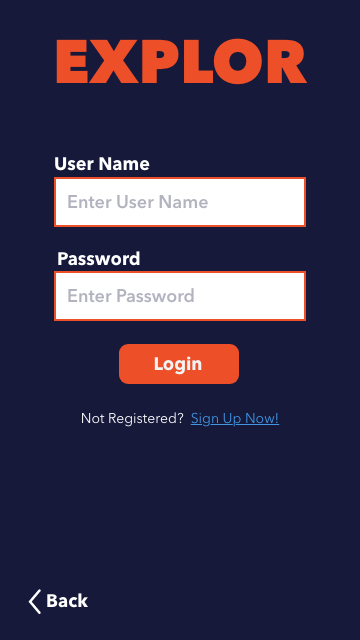 EXPLOR
User Name
Enter User Name
Password
Enter Password
Login
Not Registered? Sign Up Now!
Back